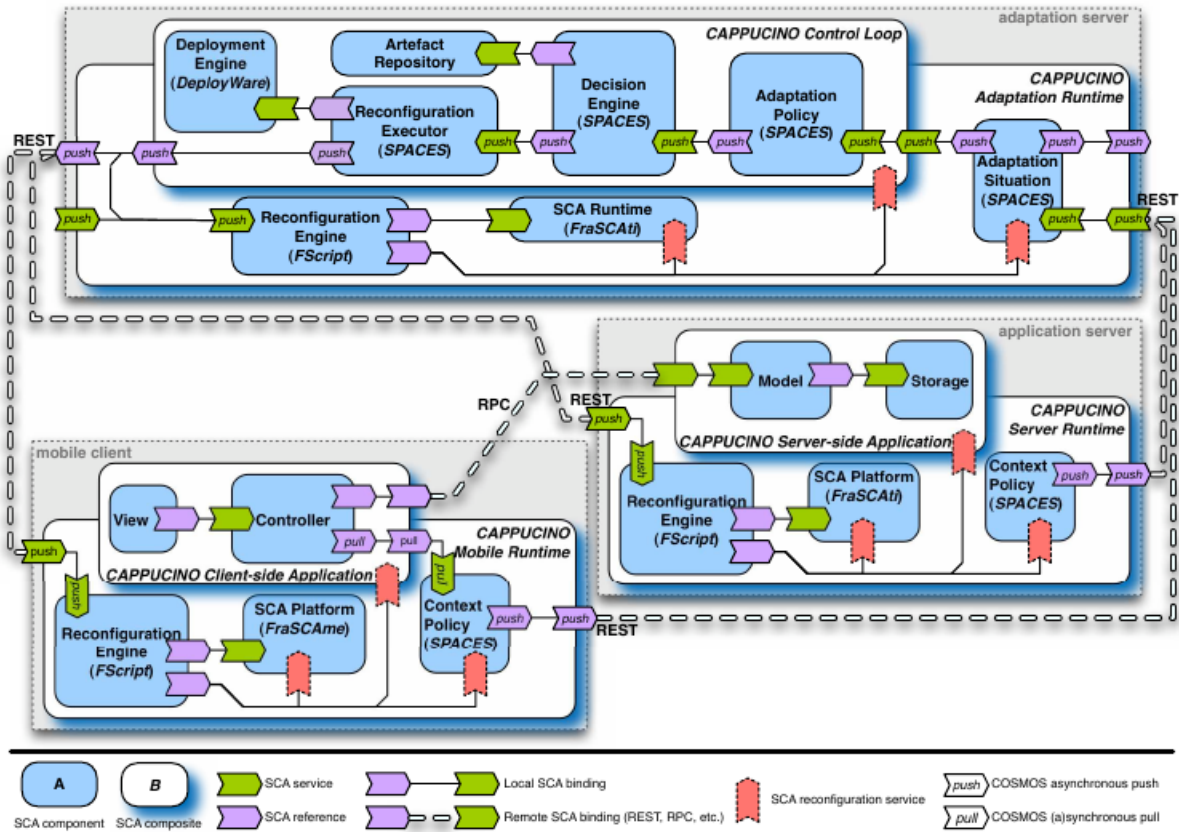 adaptation server
CAPPUCINO Control Loop
Deployment
Engine
(DeployWare)
Artefact
Repository
Decision
Engine
(SPACES)
Adaptation
Policy
(SPACES)
CAPPUCINO
Adaptation Runtime
Reconfiguration
Executor
(SPACES)
REST
push
push
push
push
push
push
push
push
push
push
push
push
Adaptation
Situation
(SPACES)
push
push
REST
push
push
Reconfiguration
Engine
(FScript)
SCA Runtime
(FraSCAti)
application server
Model
Storage
RPC
REST
push
CAPPUCINO
Server Runtime
CAPPUCINO Server-side Application
push
Reconfiguration
Engine
(FScript)
SCA Platform
(FraSCAti)
Context
Policy
(SPACES)
push
push
mobile client
View
Controller
pull
pull
CAPPUCINO
Mobile Runtime
push
CAPPUCINO Client-side Application
push
pul
Reconfiguration
Engine
(FScript)
SCA Platform
(FraSCAme)
Context
Policy
(SPACES)
push
push
REST
A
SCA component
B
SCA composite
SCA service
SCA reference
Local SCA binding
Remote SCA binding (REST, RPC, etc.)
SCA reconfiguration service
push
COSMOS asynchronous push
pull
COSMOS (a)synchronous pull